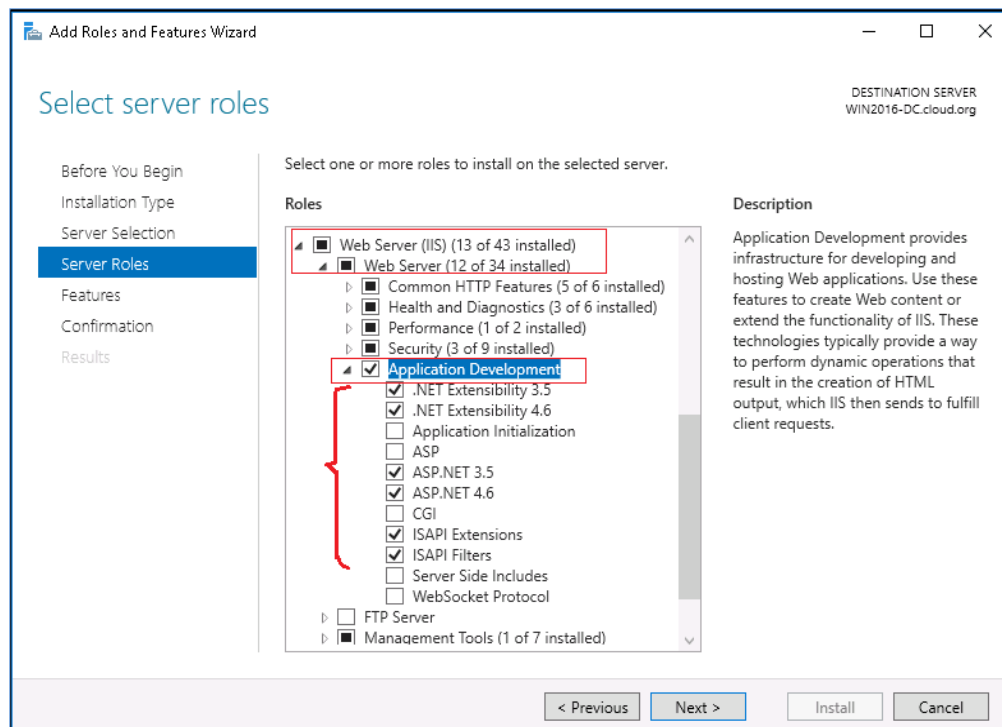 Add Roles and Features Wizard
Select server roles
DESTINATION SERVER
WIN2016-DC.cloud.org
Before You Begin
Installation Type
Server Selection
Server Roles
Features
Confirmation
Results
Select one or more roles to install on the selected server.
Roles
Web Server (IIS) (13 of 43 installed)
Web Server (12 of 34 installed)
Common HTTP Features (5 of 6 installed)
Health and Diagnostics (3 of 6 installed)
Performance (1 of 2 installed)
Security (3 of 9 installed)
Application Development
.NET Extensibility 3.5
.NET Extensibility 4.6
Application Initialization
ASP
ASP.NET 3.5
ASP.NET 4.6
CGI
ISAPI Extensions
ISAPI Filters
Server Side Includes
WebSocket Protocol
FTP Server
Management Tools (1 of 7 installed)
Description
Application Development provides
infrastructure for developing and
hosting Web applications. Use these
features to create Web content or
extend the functionality of IIS. These
technologies typically provide a way
to perform dynamic operations that
result in the creation of HTML
output, which IIS then sends to fulfill
client requests.
< Previous
Next >
Install
Cancel